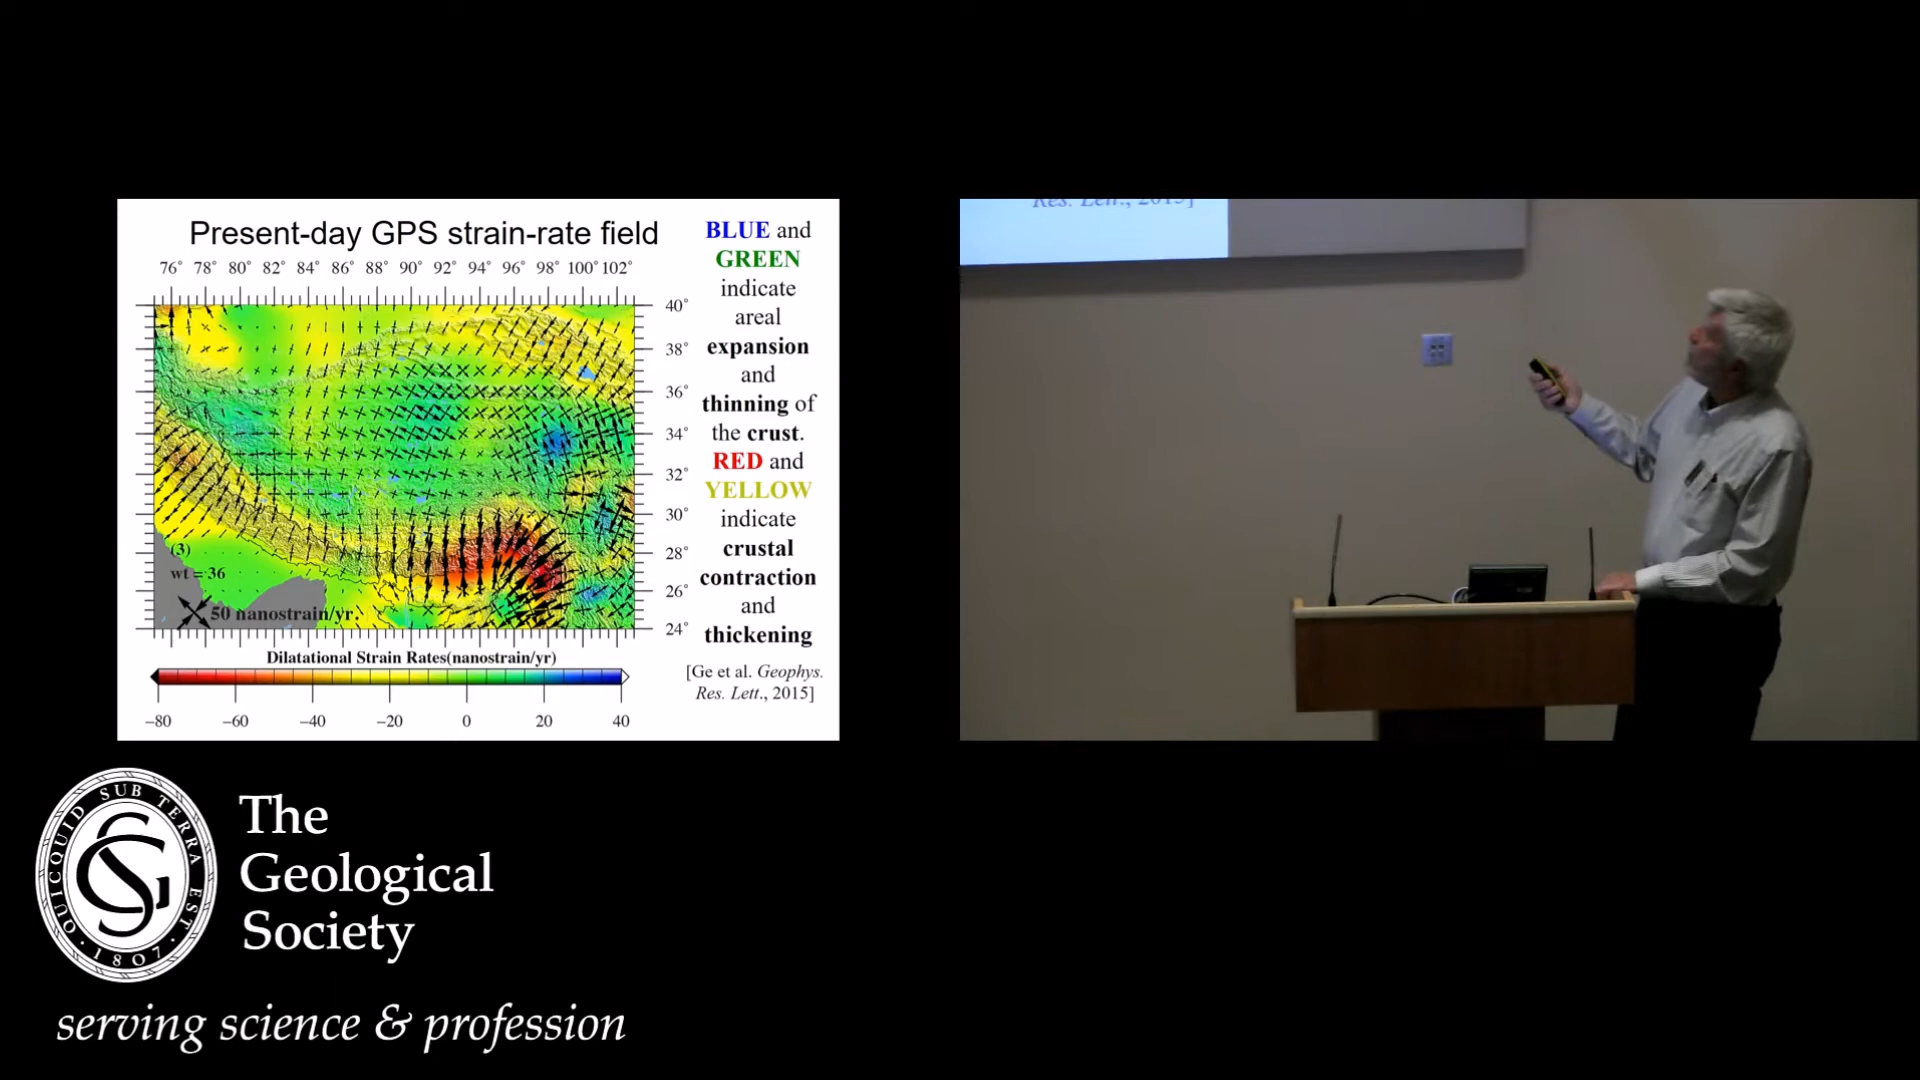 Present-day GPS strain-rate field
76° 78° 80° 82° 84° 86° 88° 90° 92° 94° 96° 98° 100° 102°
40°
38°
36°
34°
32°
30°
28°
26°
24°
(3)
wt = 36
50 nanostrain/yr.
Dilatational Strain Rates(nanostrain/yr)
−80 −60 −40 −20 0 20 40
BLUE and
GREEN
indicate
areal
expansion
and
thinning of
the crust.
RED and
YELLOW
indicate
crustal
contraction
and
thickening
[Ge et al. Geophys.
Res. Lett., 2015]
Res. Lett., 2015]
QUICQUID SUB TERRA EST
1807
GS
The
Geological
Society
serving science & profession